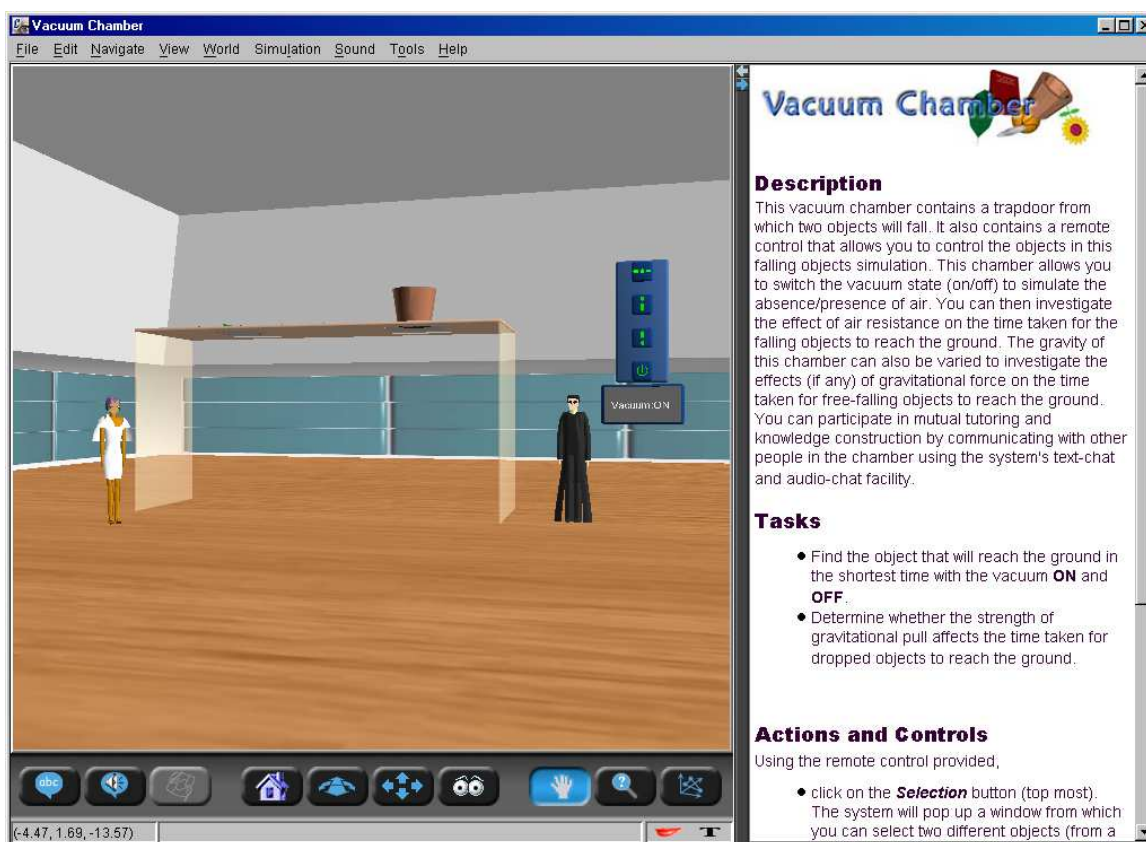 Vacuum Chamber
File Edit Navigate View World Simulation Sound Tools Help
Vacuum:ON
abc
(-4.47, 1.69, -13.57)
Vacuum Chamber
Description
This vacuum chamber contains a trapdoor from
which two objects will fall. It also contains a remote
control that allows you to control the objects in this
falling objects simulation. This chamber allows you
to switch the vacuum state (on/off) to simulate the
absence/presence of air. You can then investigate
the effect of air resistance on the time taken for the
falling objects to reach the ground. The gravity of
this chamber can also be varied to investigate the
effects (if any) of gravitational force on the time
taken for free-falling objects to reach the ground.
You can participate in mutual tutoring and
knowledge construction by communicating with other
people in the chamber using the system's text-chat
and audio-chat facility.
Tasks
● Find the object that will reach the ground in
the shortest time with the vacuum ON and
OFF.
● Determine whether the strength of
gravitational pull affects the time taken for
dropped objects to reach the ground.
Actions and Controls
Using the remote control provided,
● click on the Selection button (top most).
The system will pop up a window from which
you can select two different objects (from a